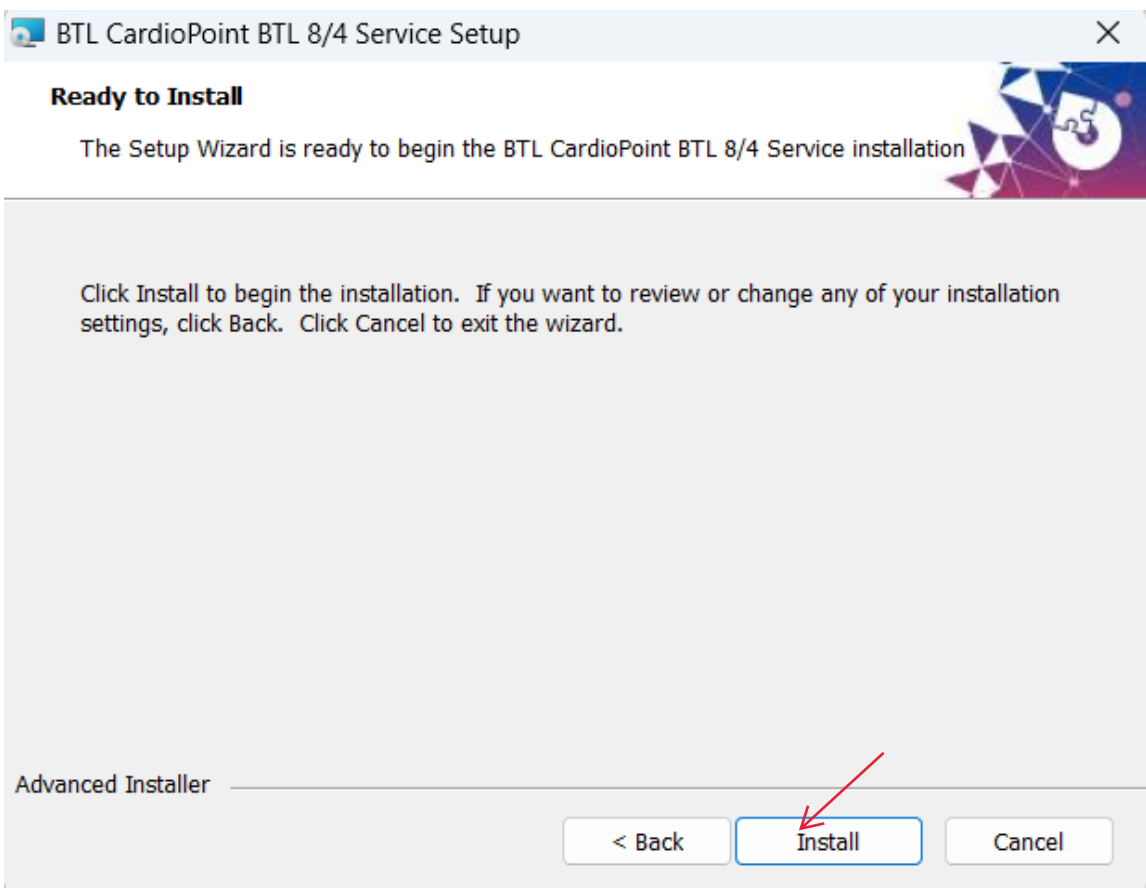 BTL CardioPoint BTL 8/4 Service Setup
Ready to Install
The Setup Wizard is ready to begin the BTL CardioPoint BTL 8/4 Service installation
Click Install to begin the installation.  If you want to review or change any of your installation
settings, click Back.  Click Cancel to exit the wizard.
Advanced Installer
< Back Install Cancel